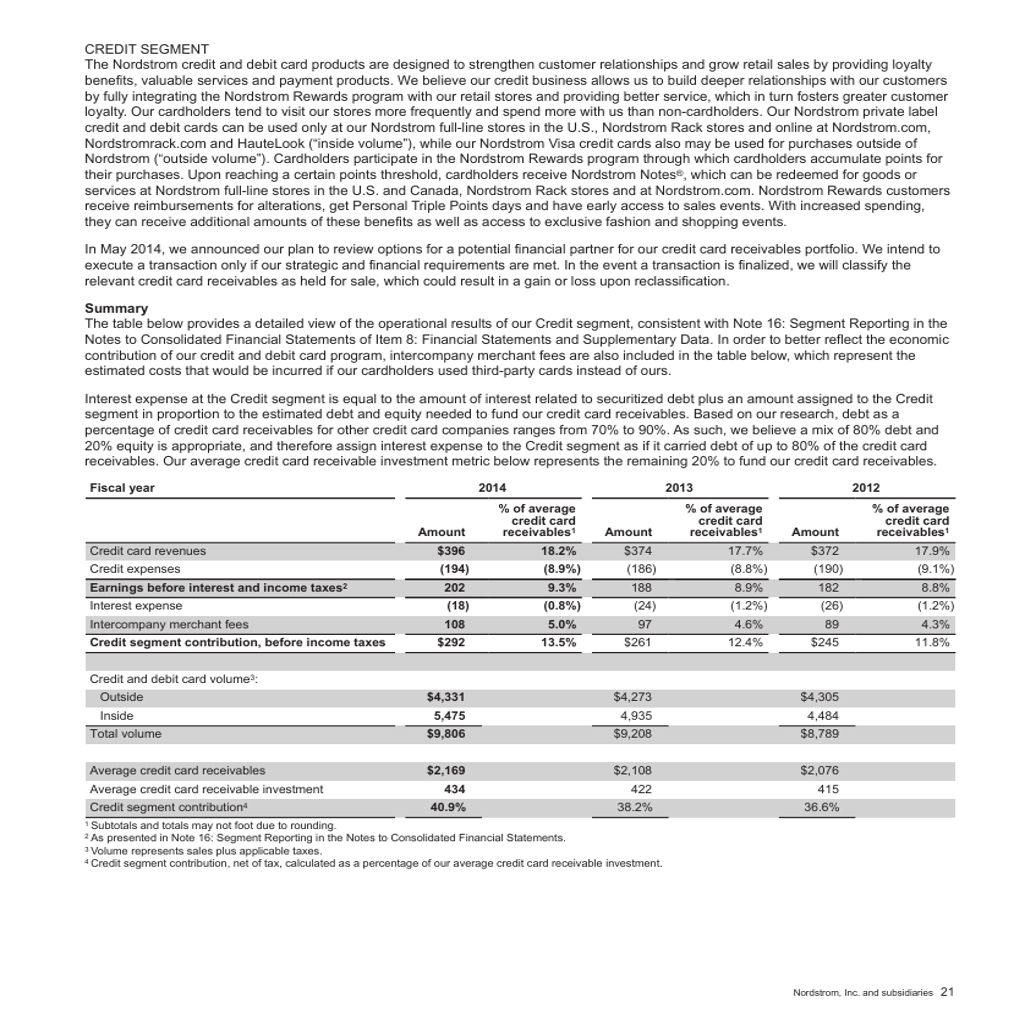 CREDIT SEGMENT
The Nordstrom credit and debit card products are designed to strengthen customer relationships and grow retail sales by providing loyalty
benefits, valuable services and payment products. We believe our credit business allows us to build deeper relationships with our customers
by fully integrating the Nordstrom Rewards program with our retail stores and providing better service, which in turn fosters greater customer
loyalty. Our cardholders tend to visit our stores more frequently and spend more with us than non-cardholders. Our Nordstrom private label
credit and debit cards can be used only at our Nordstrom full-line stores in the U.S., Nordstrom Rack stores and online at Nordstrom.com,
Nordstromrack.com and HauteLook (“inside volume”), while our Nordstrom Visa credit cards also may be used for purchases outside of
Nordstrom (“outside volume”). Cardholders participate in the Nordstrom Rewards program through which cardholders accumulate points for
their purchases. Upon reaching a certain points threshold, cardholders receive Nordstrom Notes®, which can be redeemed for goods or
services at Nordstrom full-line stores in the U.S. and Canada, Nordstrom Rack stores and at Nordstrom.com. Nordstrom Rewards customers
receive reimbursements for alterations, get Personal Triple Points days and have early access to sales events. With increased spending,
they can receive additional amounts of these benefits as well as access to exclusive fashion and shopping events.
In May 2014, we announced our plan to review options for a potential financial partner for our credit card receivables portfolio. We intend to
execute a transaction only if our strategic and financial requirements are met. In the event a transaction is finalized, we will classify the
relevant credit card receivables as held for sale, which could result in a gain or loss upon reclassification.
Summary
The table below provides a detailed view of the operational results of our Credit segment, consistent with Note 16: Segment Reporting in the
Notes to Consolidated Financial Statements of Item 8: Financial Statements and Supplementary Data. In order to better reflect the economic
contribution of our credit and debit card program, intercompany merchant fees are also included in the table below, which represent the
estimated costs that would be incurred if our cardholders used third-party cards instead of ours.
Interest expense at the Credit segment is equal to the amount of interest related to securitized debt plus an amount assigned to the Credit
segment in proportion to the estimated debt and equity needed to fund our credit card receivables. Based on our research, debt as a
percentage of credit card receivables for other credit card companies ranges from 70% to 90%. As such, we believe a mix of 80% debt and
20% equity is appropriate, and therefore assign interest expense to the Credit segment as if it carried debt of up to 80% of the credit card
receivables. Our average credit card receivable investment metric below represents the remaining 20% to fund our credit card receivables.
Fiscal year 2014 2013 2012
% of average % of average % of average
credit card credit card credit card
Amount receivables¹ Amount receivables¹ Amount receivables¹
Credit card revenues $396 18.2% $374 17.7% $372 17.9%
Credit expenses (194) (8.9%) (186) (8.8%) (190) (9.1%)
Earnings before interest and income taxes² 202 9.3% 188 8.9% 182 8.8%
Interest expense (18) (0.8%) (24) (1.2%) (26) (1.2%)
Intercompany merchant fees 108 5.0% 97 4.6% 89 4.3%
Credit segment contribution, before income taxes $292 13.5% $261 12.4% $245 11.8%
Credit and debit card volume³:
Outside $4,331 $4,273 $4,305
Inside 5,475 4,935 4,484
Total volume $9,806 $9,208 $8,789
Average credit card receivables $2,169 $2,108 $2,076
Average credit card receivable investment 434 422 415
Credit segment contribution⁴ 40.9% 38.2% 36.6%
¹ Subtotals and totals may not foot due to rounding.
² As presented in Note 16: Segment Reporting in the Notes to Consolidated Financial Statements.
³ Volume represents sales plus applicable taxes.
⁴ Credit segment contribution, net of tax, calculated as a percentage of our average credit card receivable investment.
Nordstrom, Inc. and subsidiaries 21